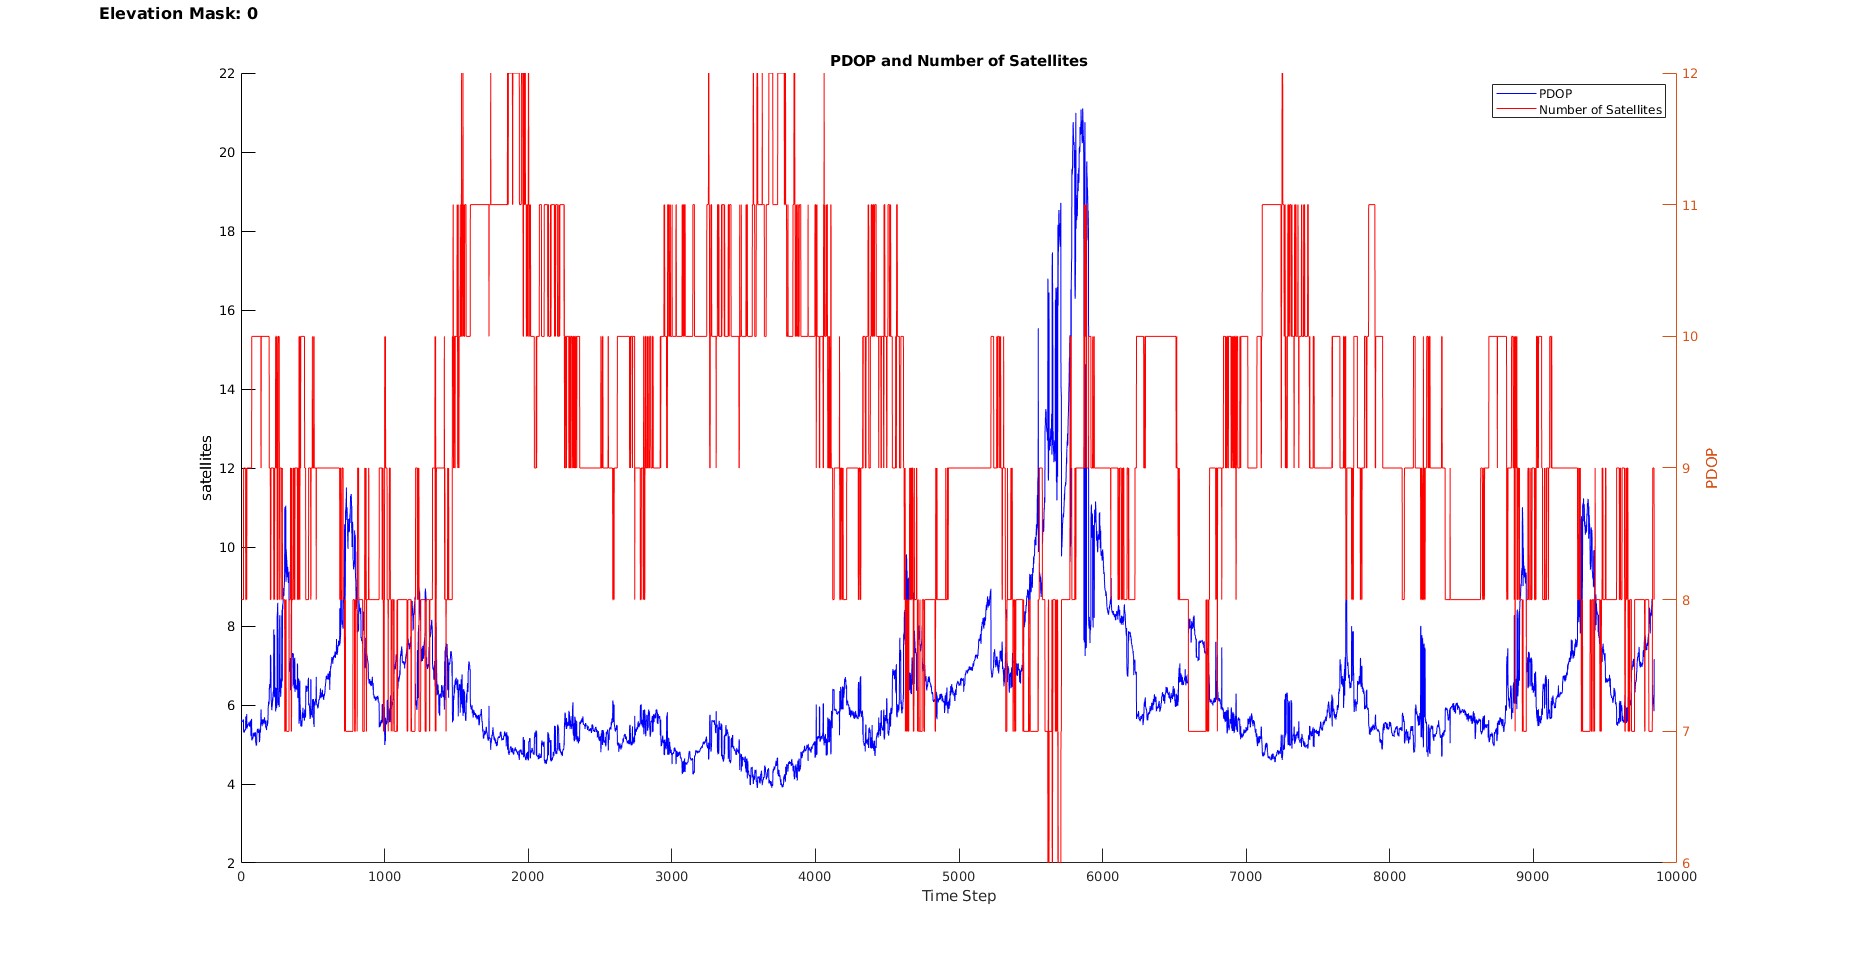 Elevation Mask: 0
PDOP and Number of Satellites
PDOP
Number of Satellites
satellites
22
20
18
16
14
12
10
8
6
4
2
12
11
10
9
8
7
6
PDOP
0 1000 2000 3000 4000 5000 6000 7000 8000 9000 10000
Time Step